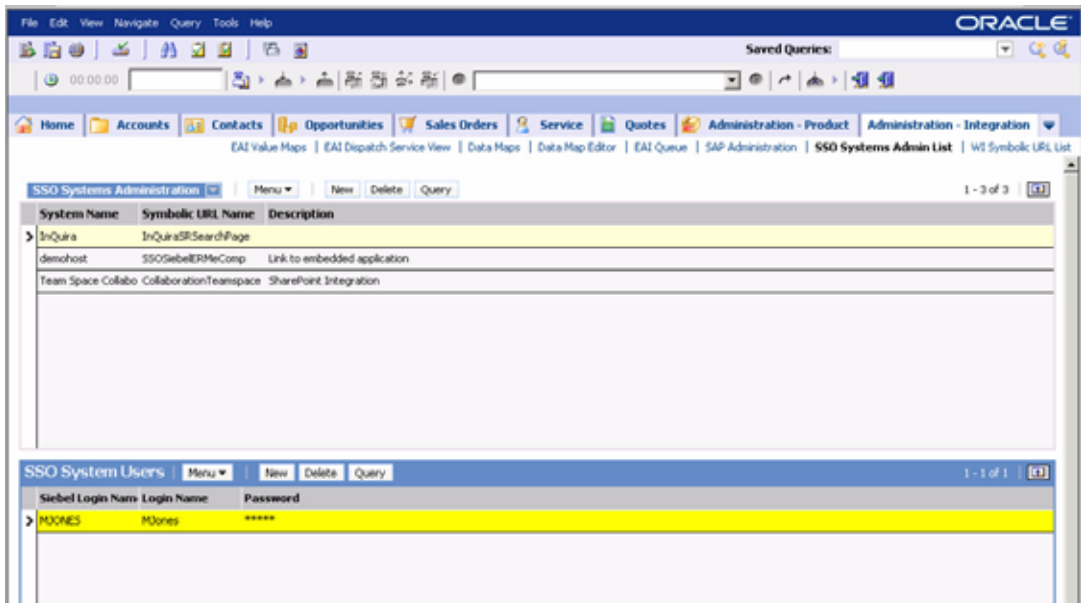 File Edit View Navigate Query Tools Help ORACLE
Saved Queries:
00:00:00
Home Accounts Contacts Opportunities Sales Orders Service Quotes Administration - Product Administration - Integration
EAI Value Maps | EAI Dispatch Service View | Data Maps | Data Map Editor | EAI Queue | SAP Administration | SSO Systems Admin List | WI Symbolic URL List
SSO Systems Administration Menu New Delete Query 1 - 3 of 3
System Name Symbolic URL Name Description
InQuira InQuiraSRSearchPage
demohost SSOSiebelERMeComp Link to embedded application
Team Space Collabo CollaborationTeamspace SharePoint Integration
SSO System Users Menu New Delete Query 1 - 1 of 1
Siebel Login Nam Login Name Password
MJONES MJones *****